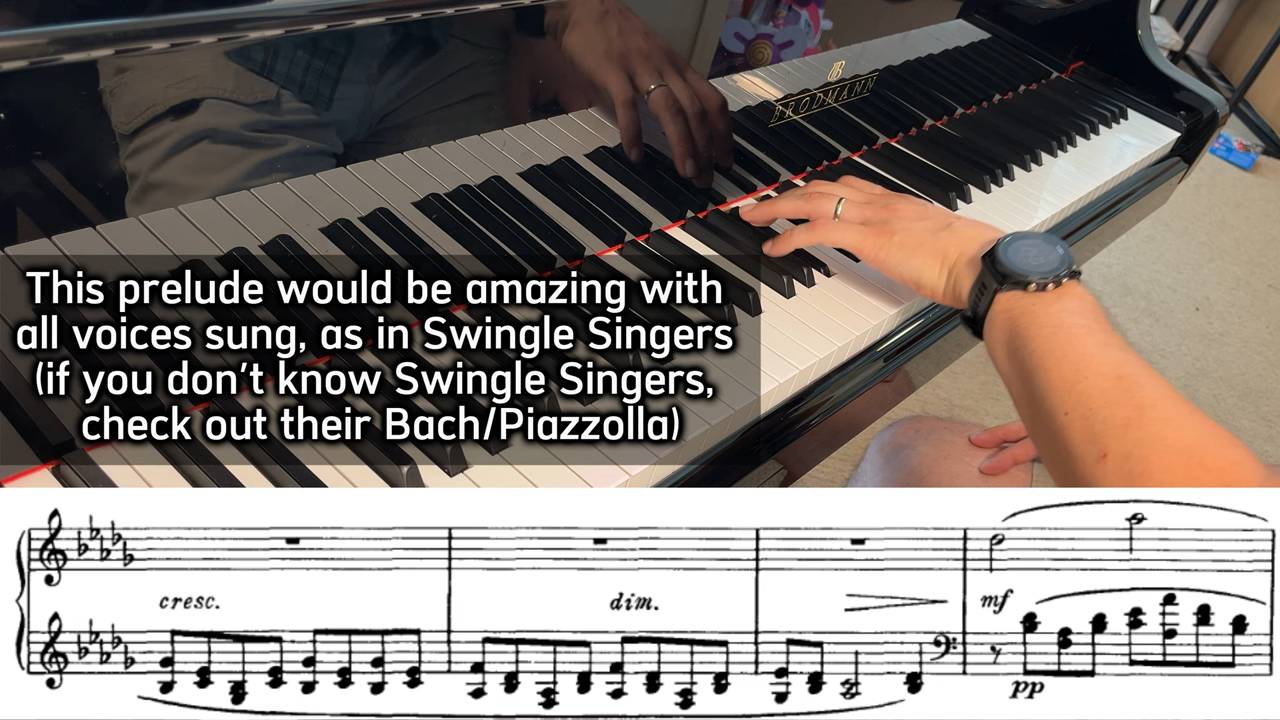 BRODMANN
This prelude would be amazing with
all voices sung, as in Swingle Singers
(if you don't know Swingle Singers,
check out their Bach/Piazzolla)
cresc.
dim.
mf
pp